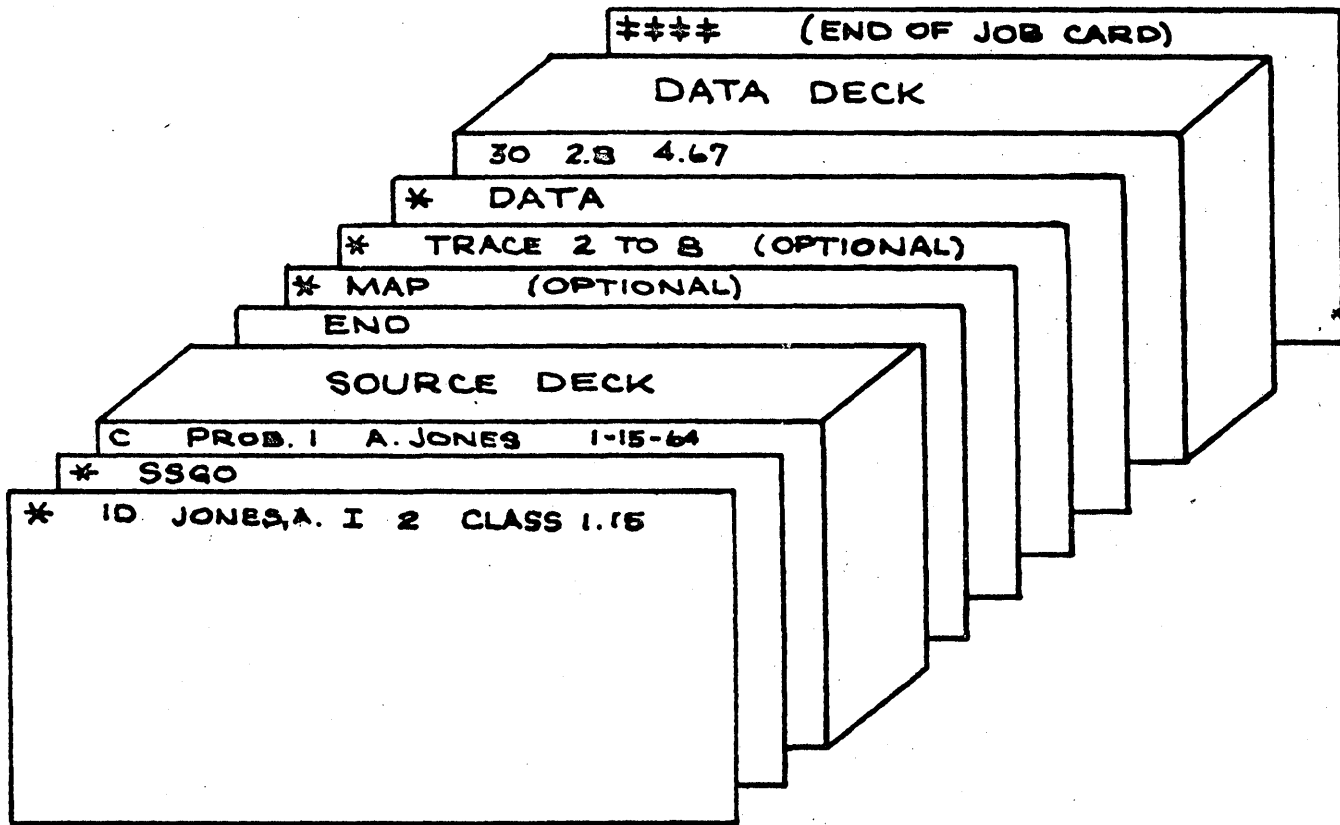 ‡‡‡‡ (END OF JOB CARD)
DATA DECK
30 2.8 4.67
* DATA
* TRACE 2 TO 8 (OPTIONAL)
* MAP (OPTIONAL)
END
*
SOURCE DECK
C PROB. 1 A. JONES 1-15-64
* SSGO
* ID JONES,A. I 2 CLASS 1.15